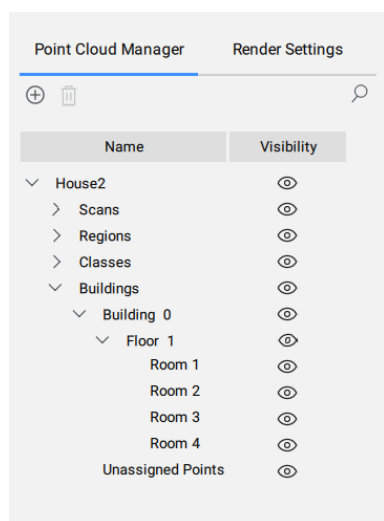 Point Cloud Manager Render Settings
Name Visibility
House2
Scans
Regions
Classes
Buildings
Building 0
Floor 1
Room 1
Room 2
Room 3
Room 4
Unassigned Points